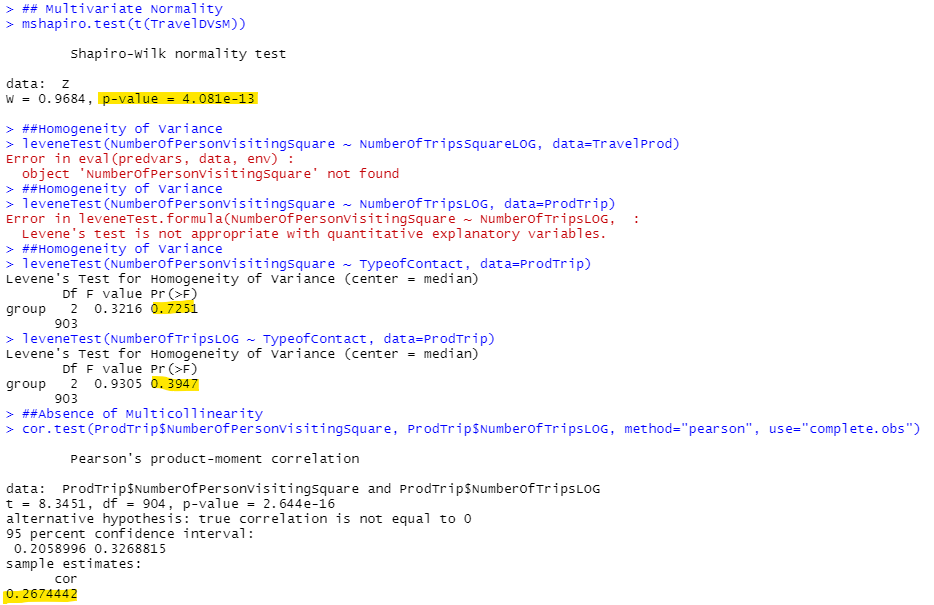 > ## Multivariate Normality
> mshapiro.test(t(TravelDVsM))
Shapiro-Wilk normality test
data:  Z
W = 0.9684, p-value = 4.081e-13
> ##Homogeneity of Variance
> leveneTest(NumberOfPersonVisitingSquare ~ NumberOfTripsSquareLOG, data=TravelProd)
Error in eval(predvars, data, env) :
  object 'NumberOfPersonVisitingSquare' not found
> ##Homogeneity of Variance
> leveneTest(NumberOfPersonVisitingSquare ~ NumberOfTripsLOG, data=ProdTrip)
Error in leveneTest.formula(NumberOfPersonVisitingSquare ~ NumberOfTripsLOG,  :
  Levene's test is not appropriate with quantitative explanatory variables.
> ##Homogeneity of Variance
> leveneTest(NumberOfPersonVisitingSquare ~ TypeofContact, data=ProdTrip)
Levene's Test for Homogeneity of Variance (center = median)
       Df F value Pr(>F)
group   2  0.3216 0.7251
      903
> leveneTest(NumberOfTripsLOG ~ TypeofContact, data=ProdTrip)
Levene's Test for Homogeneity of Variance (center = median)
       Df F value Pr(>F)
group   2  0.9305 0.3947
      903
> ##Absence of Multicollinearity
> cor.test(ProdTrip$NumberOfPersonVisitingSquare, ProdTrip$NumberOfTripsLOG, method="pearson", use="complete.obs")
Pearson's product-moment correlation
data:  ProdTrip$NumberOfPersonVisitingSquare and ProdTrip$NumberOfTripsLOG
t = 8.3451, df = 904, p-value = 2.644e-16
alternative hypothesis: true correlation is not equal to 0
95 percent confidence interval:
 0.2058996 0.3268815
sample estimates:
      cor
0.2674442